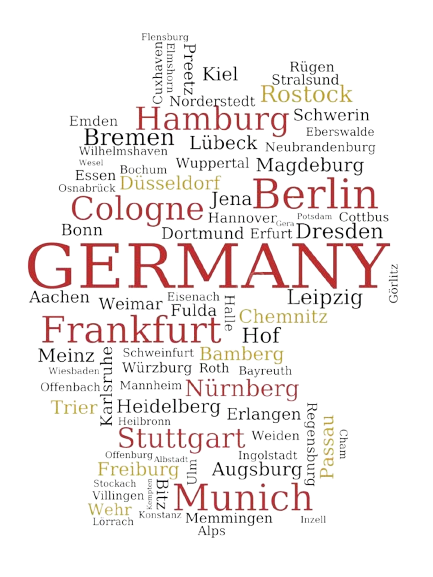 Flensburg
Cuxhaven
Elmshorn
Preetz
Kiel
Rügen
Stralsund
Norderstedt
Rostock
Emden
Hamburg
Schwerin
Bremen
Lübeck
Eberswalde
Wilhelmshaven
Neubrandenburg
Wesel
Wuppertal
Magdeburg
Essen
Bochum
Osnabrück
Düsseldorf
Jena
Berlin
Cologne
Hannover
Gera
Potsdam
Cottbus
Bonn
Dortmund
Erfurt
Dresden
GERMANY
Görlitz
Aachen
Weimar
Eisenach
Fulda
Halle
Leipzig
Chemnitz
Frankfurt
Hof
Meinz
Karlsruhe
Schweinfurt
Bamberg
Wiesbaden
Würzburg
Roth
Bayreuth
Offenbach
Mannheim
Nürnberg
Trier
Heidelberg
Erlangen
Regensburg
Passau
Cham
Heilbronn
Stuttgart
Weiden
Offenburg
Albstadt
Ingolstadt
Freiburg
Ulm
Augsburg
Stockach
Kempten
Bitz
Villingen
Munich
Wehr
Konstanz
Memmingen
Inzell
Lörrach
Alps